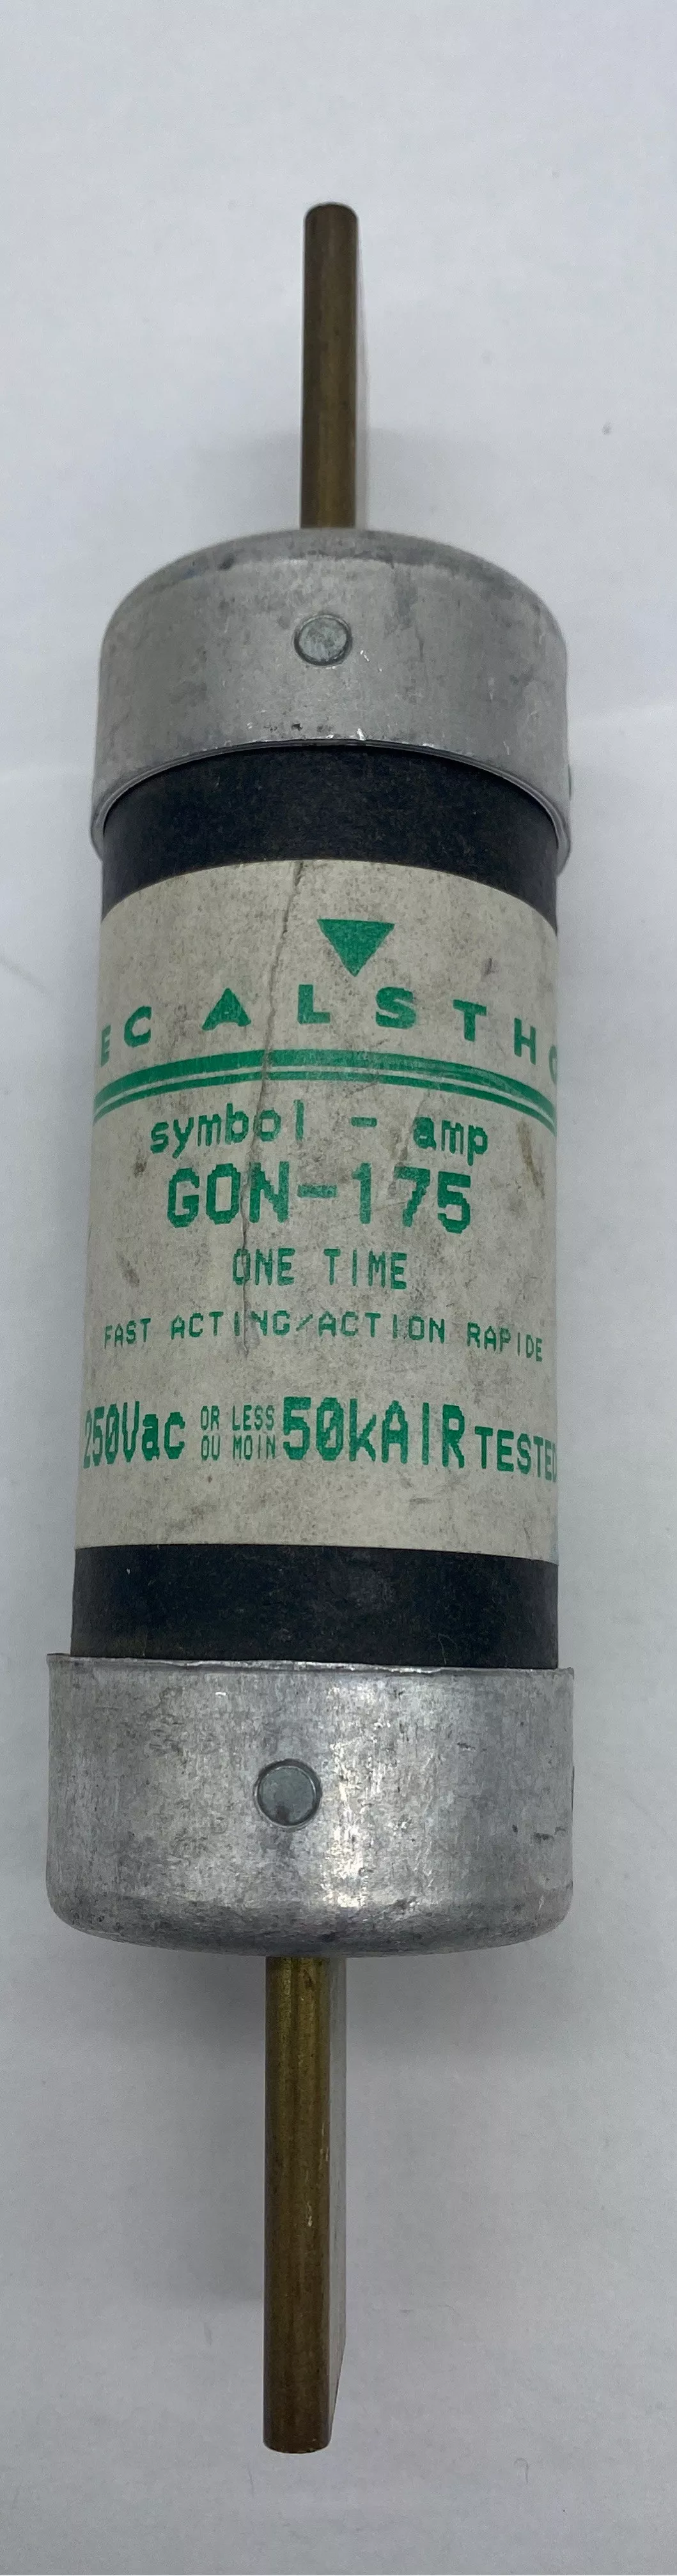 EC ALSTHO
symbol - amp
GON-175
ONE TIME
FAST ACTING/ACTION RAPIDE
250Vac OR LESS 50kAIR TESTED
OU MOIN